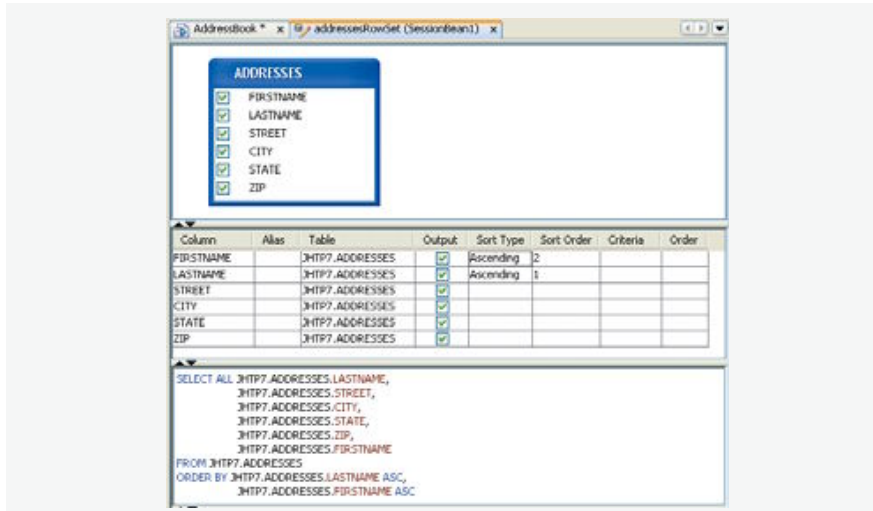 AddressBook * x addressesRowSet (SessionBean1) x
ADDRESSES
FIRSTNAME
LASTNAME
STREET
CITY
STATE
ZIP
Column Alias Table Output Sort Type Sort Order Criteria Order
FIRSTNAME JHTP7.ADDRESSES Ascending 2
LASTNAME JHTP7.ADDRESSES Ascending 1
STREET JHTP7.ADDRESSES
CITY JHTP7.ADDRESSES
STATE JHTP7.ADDRESSES
ZIP JHTP7.ADDRESSES
SELECT ALL JHTP7.ADDRESSES.LASTNAME,
JHTP7.ADDRESSES.STREET,
JHTP7.ADDRESSES.CITY,
JHTP7.ADDRESSES.STATE,
JHTP7.ADDRESSES.ZIP,
JHTP7.ADDRESSES.FIRSTNAME
FROM JHTP7.ADDRESSES
ORDER BY JHTP7.ADDRESSES.LASTNAME ASC,
JHTP7.ADDRESSES.FIRSTNAME ASC